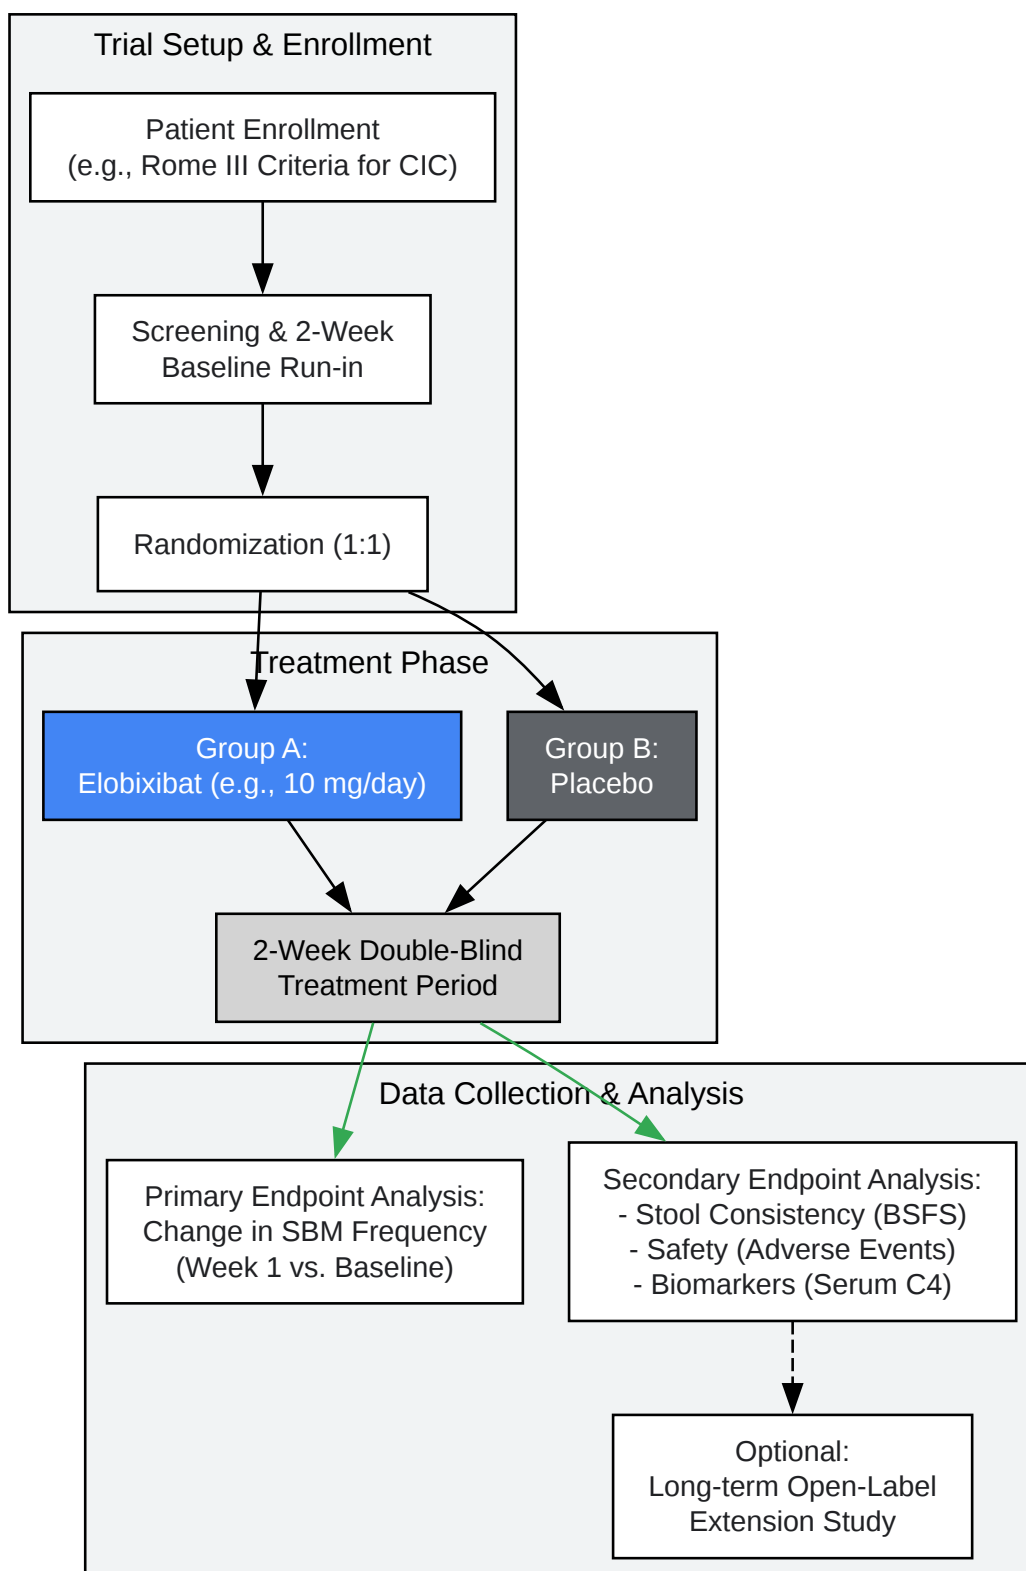 Trial Setup & Enrollment
Patient Enrollment
(e.g., Rome III Criteria for CIC)
Screening & 2-Week
Baseline Run-in
Randomization (1:1)
Treatment Phase
Group A:
Elobixibat (e.g., 10 mg/day)
Group B:
Placebo
2-Week Double-Blind
Treatment Period
Data Collection & Analysis
Primary Endpoint Analysis:
Change in SBM Frequency
(Week 1 vs. Baseline)
Secondary Endpoint Analysis:
- Stool Consistency (BSFS)
- Safety (Adverse Events)
- Biomarkers (Serum C4)
Optional:
Long-term Open-Label
Extension Study